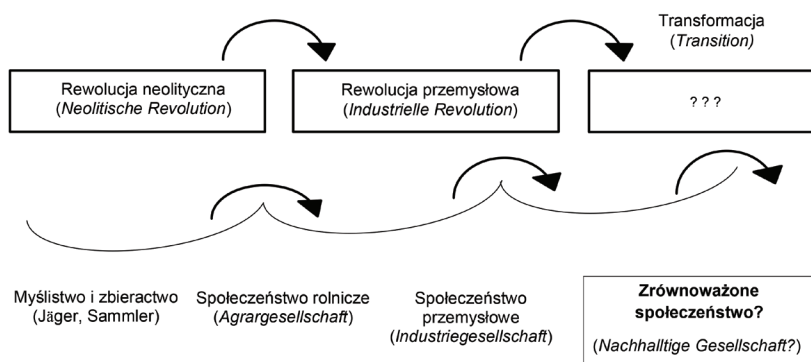 Transformacja
(Transition)
Rewolucja neolityczna
(Neolitische Revolution)
Rewolucja przemysłowa
(Industrielle Revolution)
? ? ?
Myślistwo i zbieractwo
(Jäger, Sammler)
Społeczeństwo rolnicze
(Agrargesellschaft)
Społeczeństwo
przemysłowe
(Industriegesellschaft)
Zrównoważone
społeczeństwo?
(Nachhalltige Gesellschaft?)